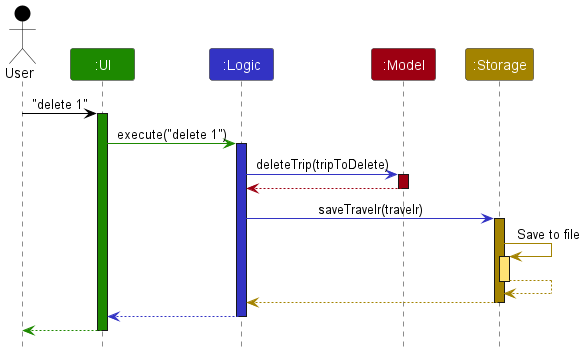 User
:UI
:Logic
:Model
:Storage
"delete 1"
execute("delete 1")
deleteTrip(tripToDelete)
saveTravelr(travelr)
Save to file